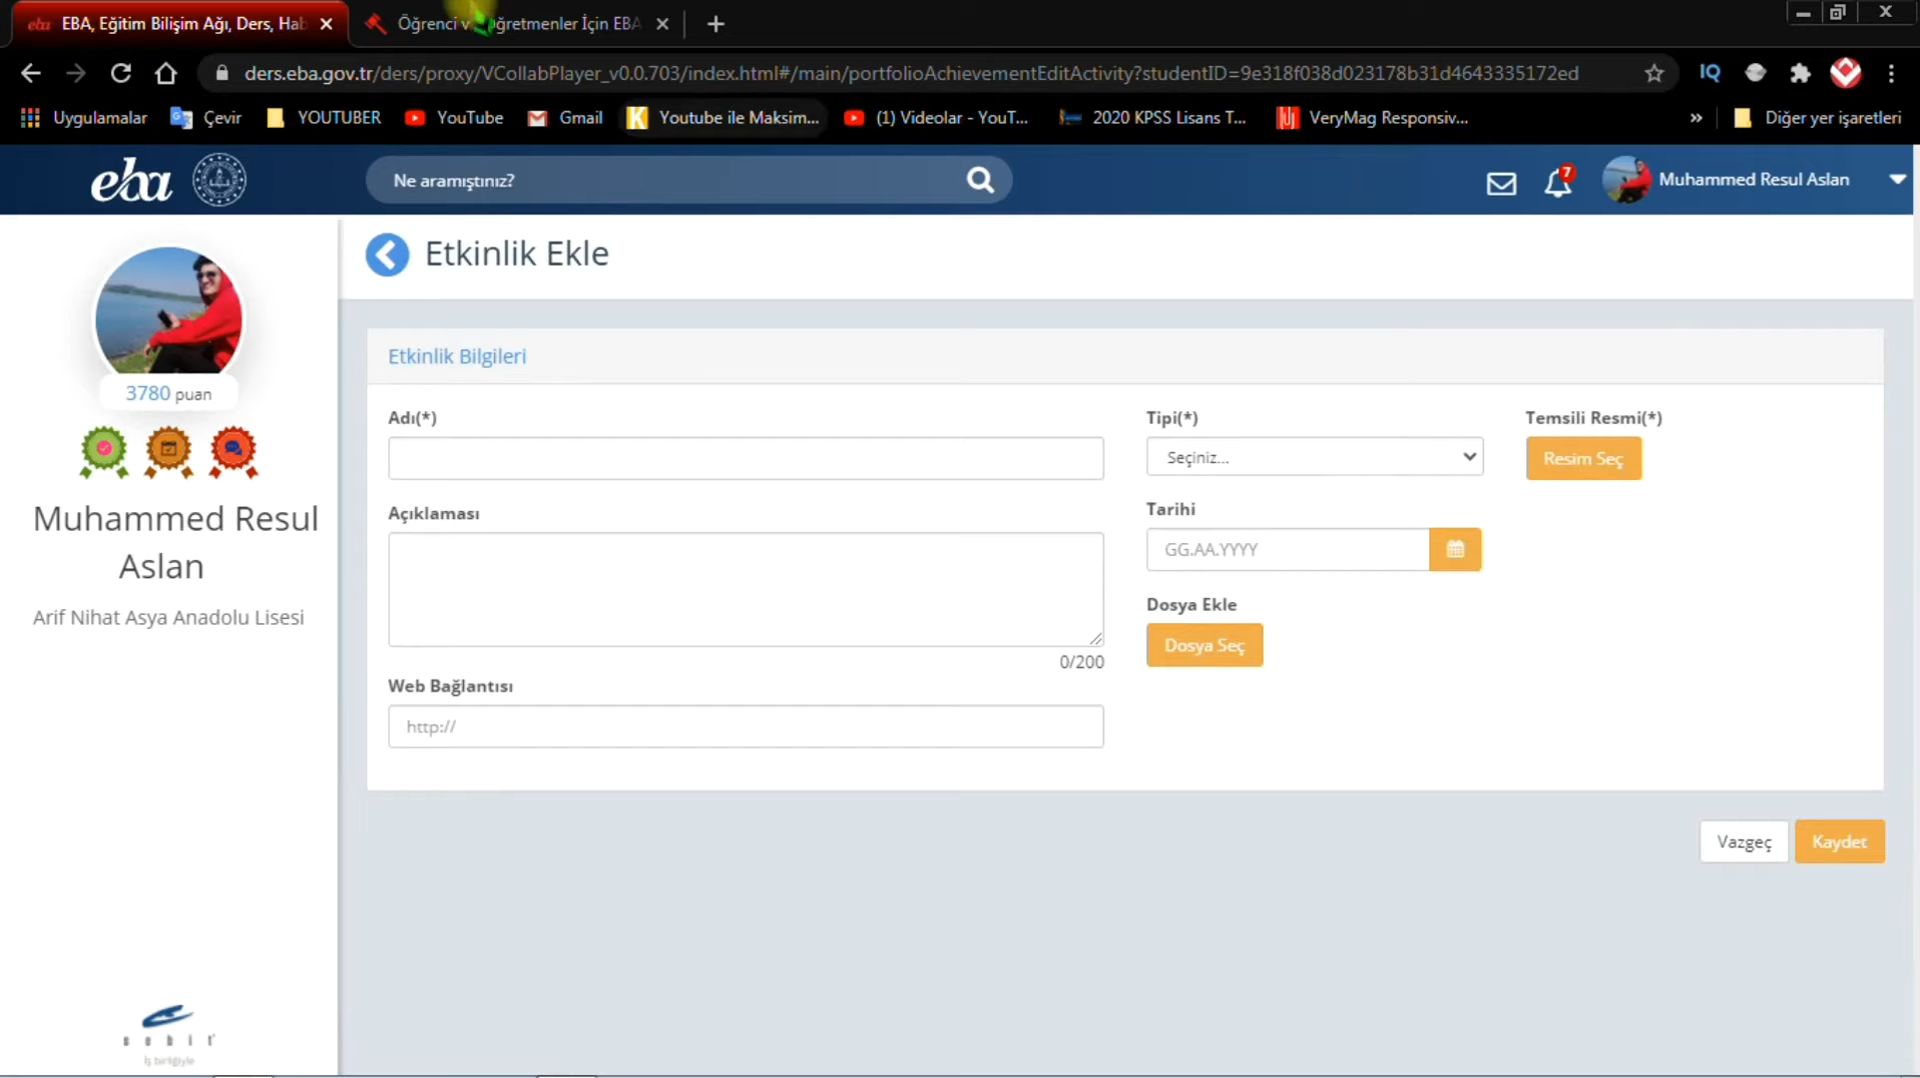 eba EBA, Eğitim Bilişim Ağı, Ders, Hab
Öğrenci v ğretmenler İçin EBA
ders.eba.gov.tr/ders/proxy/VCollabPlayer_v0.0.703/index.html#/main/portfolioAchievementEditActivity?studentID=9e318f038d023178b31d4643335172ed
IQ
Uygulamalar
Çevir
YOUTUBER
YouTube
Gmail
K Youtube ile Maksim...
(1) Videolar - YouT...
2020 KPSS Lisans T...
VeryMag Responsiv...
»
Diğer yer işaretleri
eba
Ne aramıştınız?
7
Muhammed Resul Aslan
Etkinlik Ekle
3780 puan
Muhammed Resul
Aslan
Arif Nihat Asya Anadolu Lisesi
Etkinlik Bilgileri
Adı(*)
Tipi(*)
Temsili Resmi(*)
Seçiniz...
Resim Seç
Açıklaması
Tarihi
GG.AA.YYYY
Dosya Ekle
Dosya Seç
0/200
Web Bağlantısı
http://
Vazgeç
Kaydet
sebit
İş birliğiyle